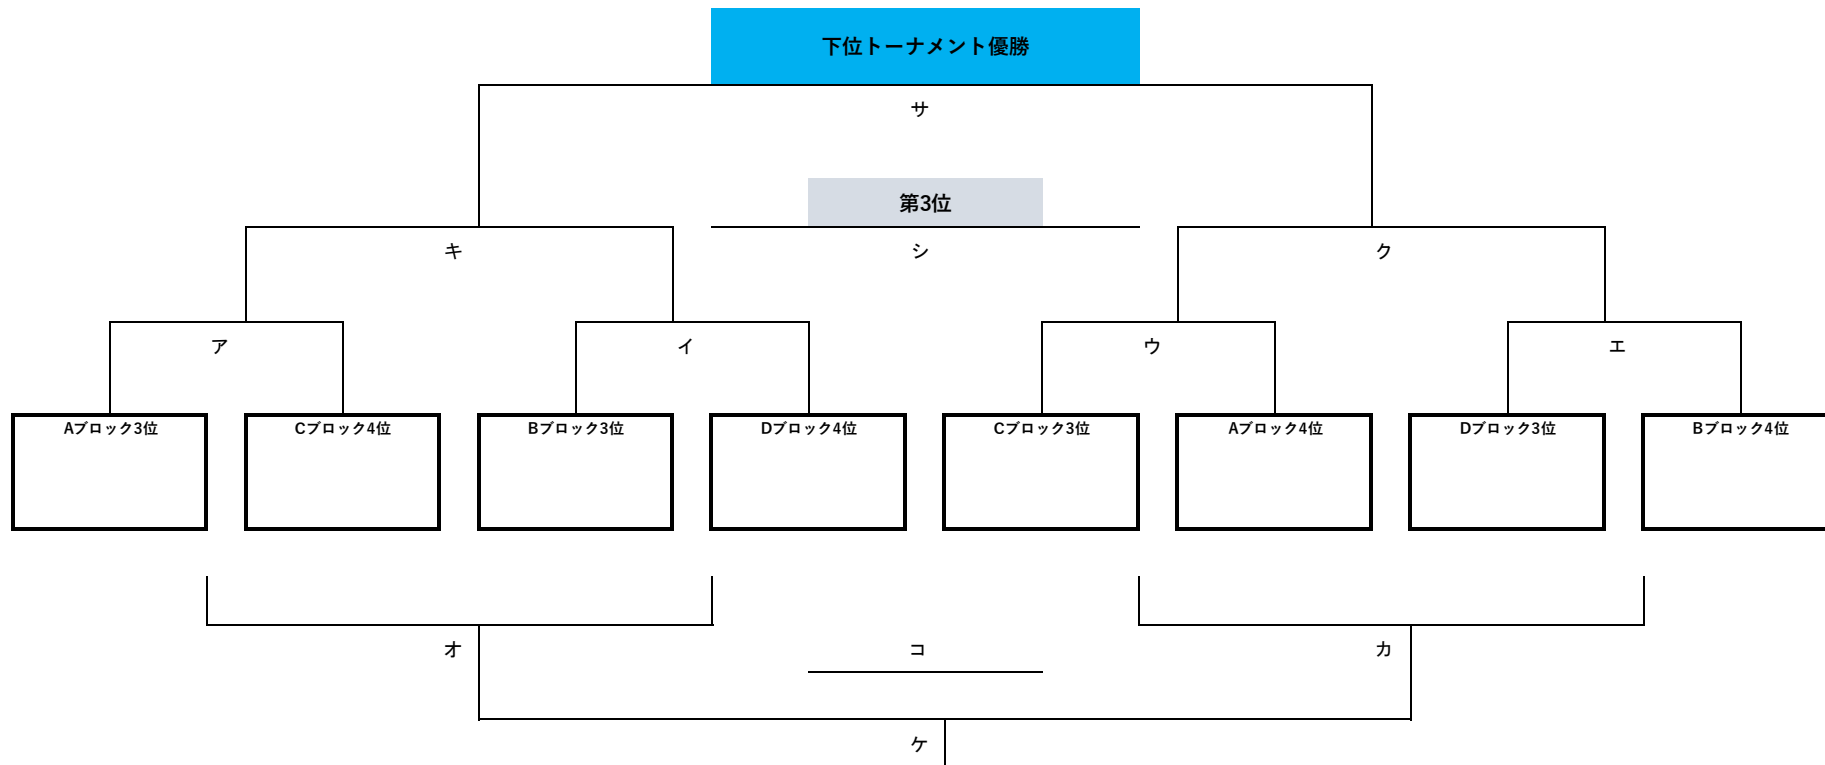 下位トーナメント優勝
サ
第3位
キ
シ
ク
ア
イ
ウ
エ
Aブロック3位
Cブロック4位
Bブロック3位
Dブロック4位
Cブロック3位
Aブロック4位
Dブロック3位
Bブロック4位
オ
コ
カ
ケ